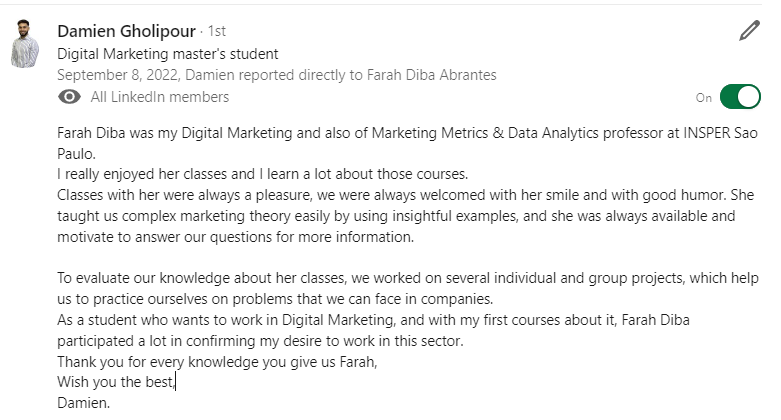 Damien Gholipour · 1st
Digital Marketing master's student
September 8, 2022, Damien reported directly to Farah Diba Abrantes
All LinkedIn members
On
Farah Diba was my Digital Marketing and also of Marketing Metrics & Data Analytics professor at INSPER Sao
Paulo.
I really enjoyed her classes and I learn a lot about those courses.
Classes with her were always a pleasure, we were always welcomed with her smile and with good humor. She
taught us complex marketing theory easily by using insightful examples, and she was always available and
motivate to answer our questions for more information.

To evaluate our knowledge about her classes, we worked on several individual and group projects, which help
us to practice ourselves on problems that we can face in companies.
As a student who wants to work in Digital Marketing, and with my first courses about it, Farah Diba
participated a lot in confirming my desire to work in this sector.
Thank you for every knowledge you give us Farah,
Wish you the best,
Damien.